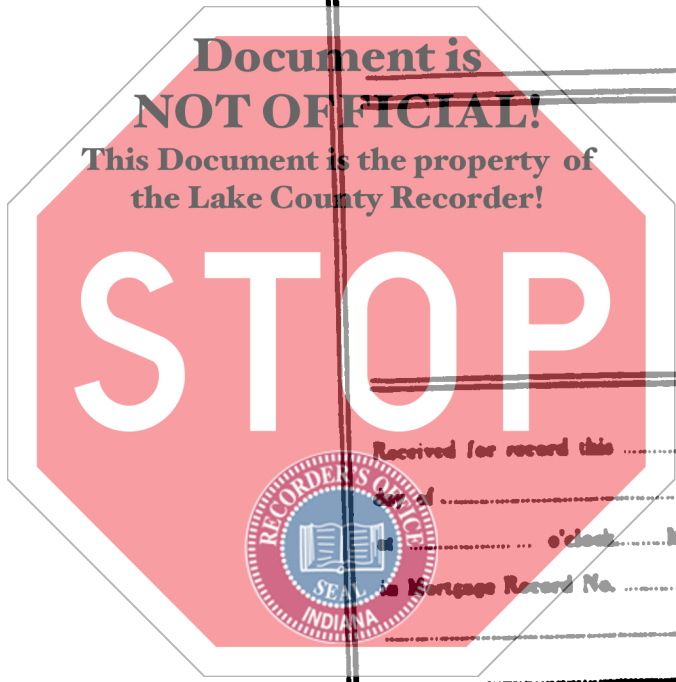 Document is
NOT OFFICIAL!
This Document is the property of
the Lake County Recorder!
STOP
Received for record this
day of
at o'clock
in Mortgage Record No.
RECORDER'S OFFICE
SEAL
INDIANA